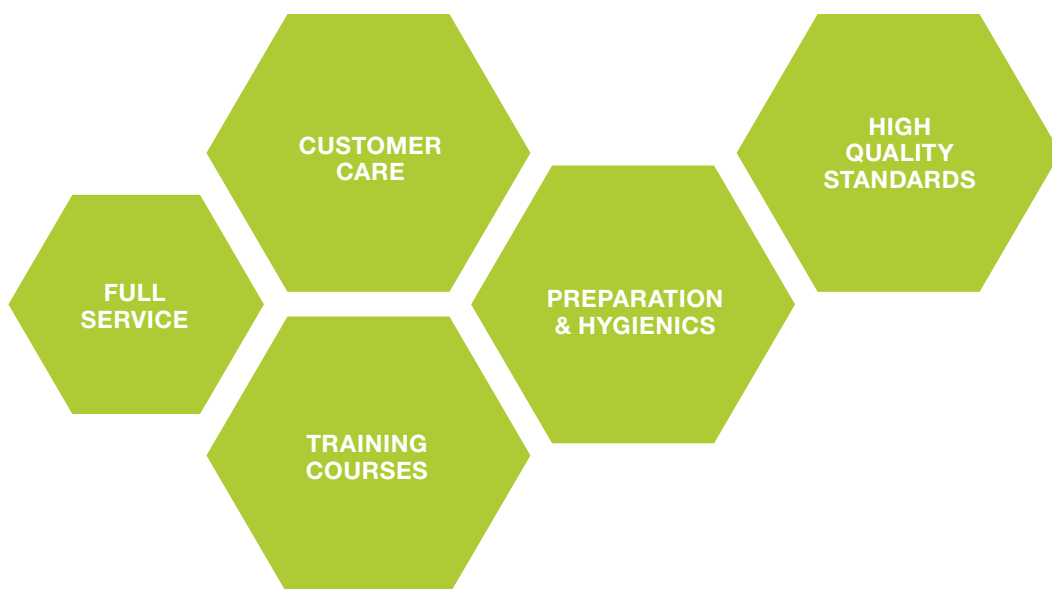 CUSTOMER
CARE
HIGH
QUALITY
STANDARDS
FULL
SERVICE
PREPARATION
& HYGIENICS
TRAINING
COURSES